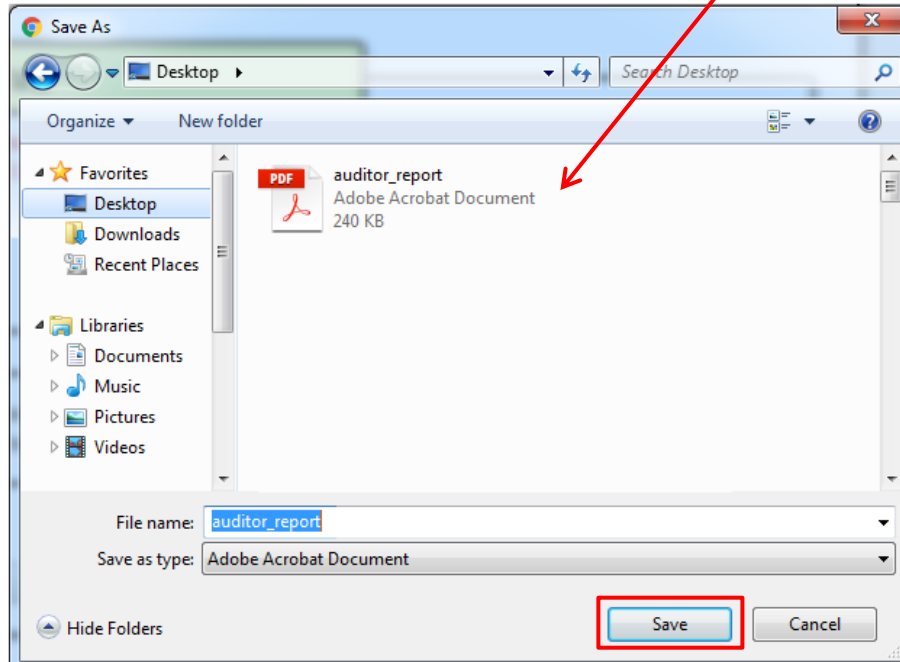 Save As
Desktop
Search Desktop
Organize
New folder
Favorites
Desktop
Downloads
Recent Places
Libraries
Documents
Music
Pictures
Videos
PDF
auditor_report
Adobe Acrobat Document
240 KB
File name: auditor_report
Save as type: Adobe Acrobat Document
Hide Folders
Save
Cancel